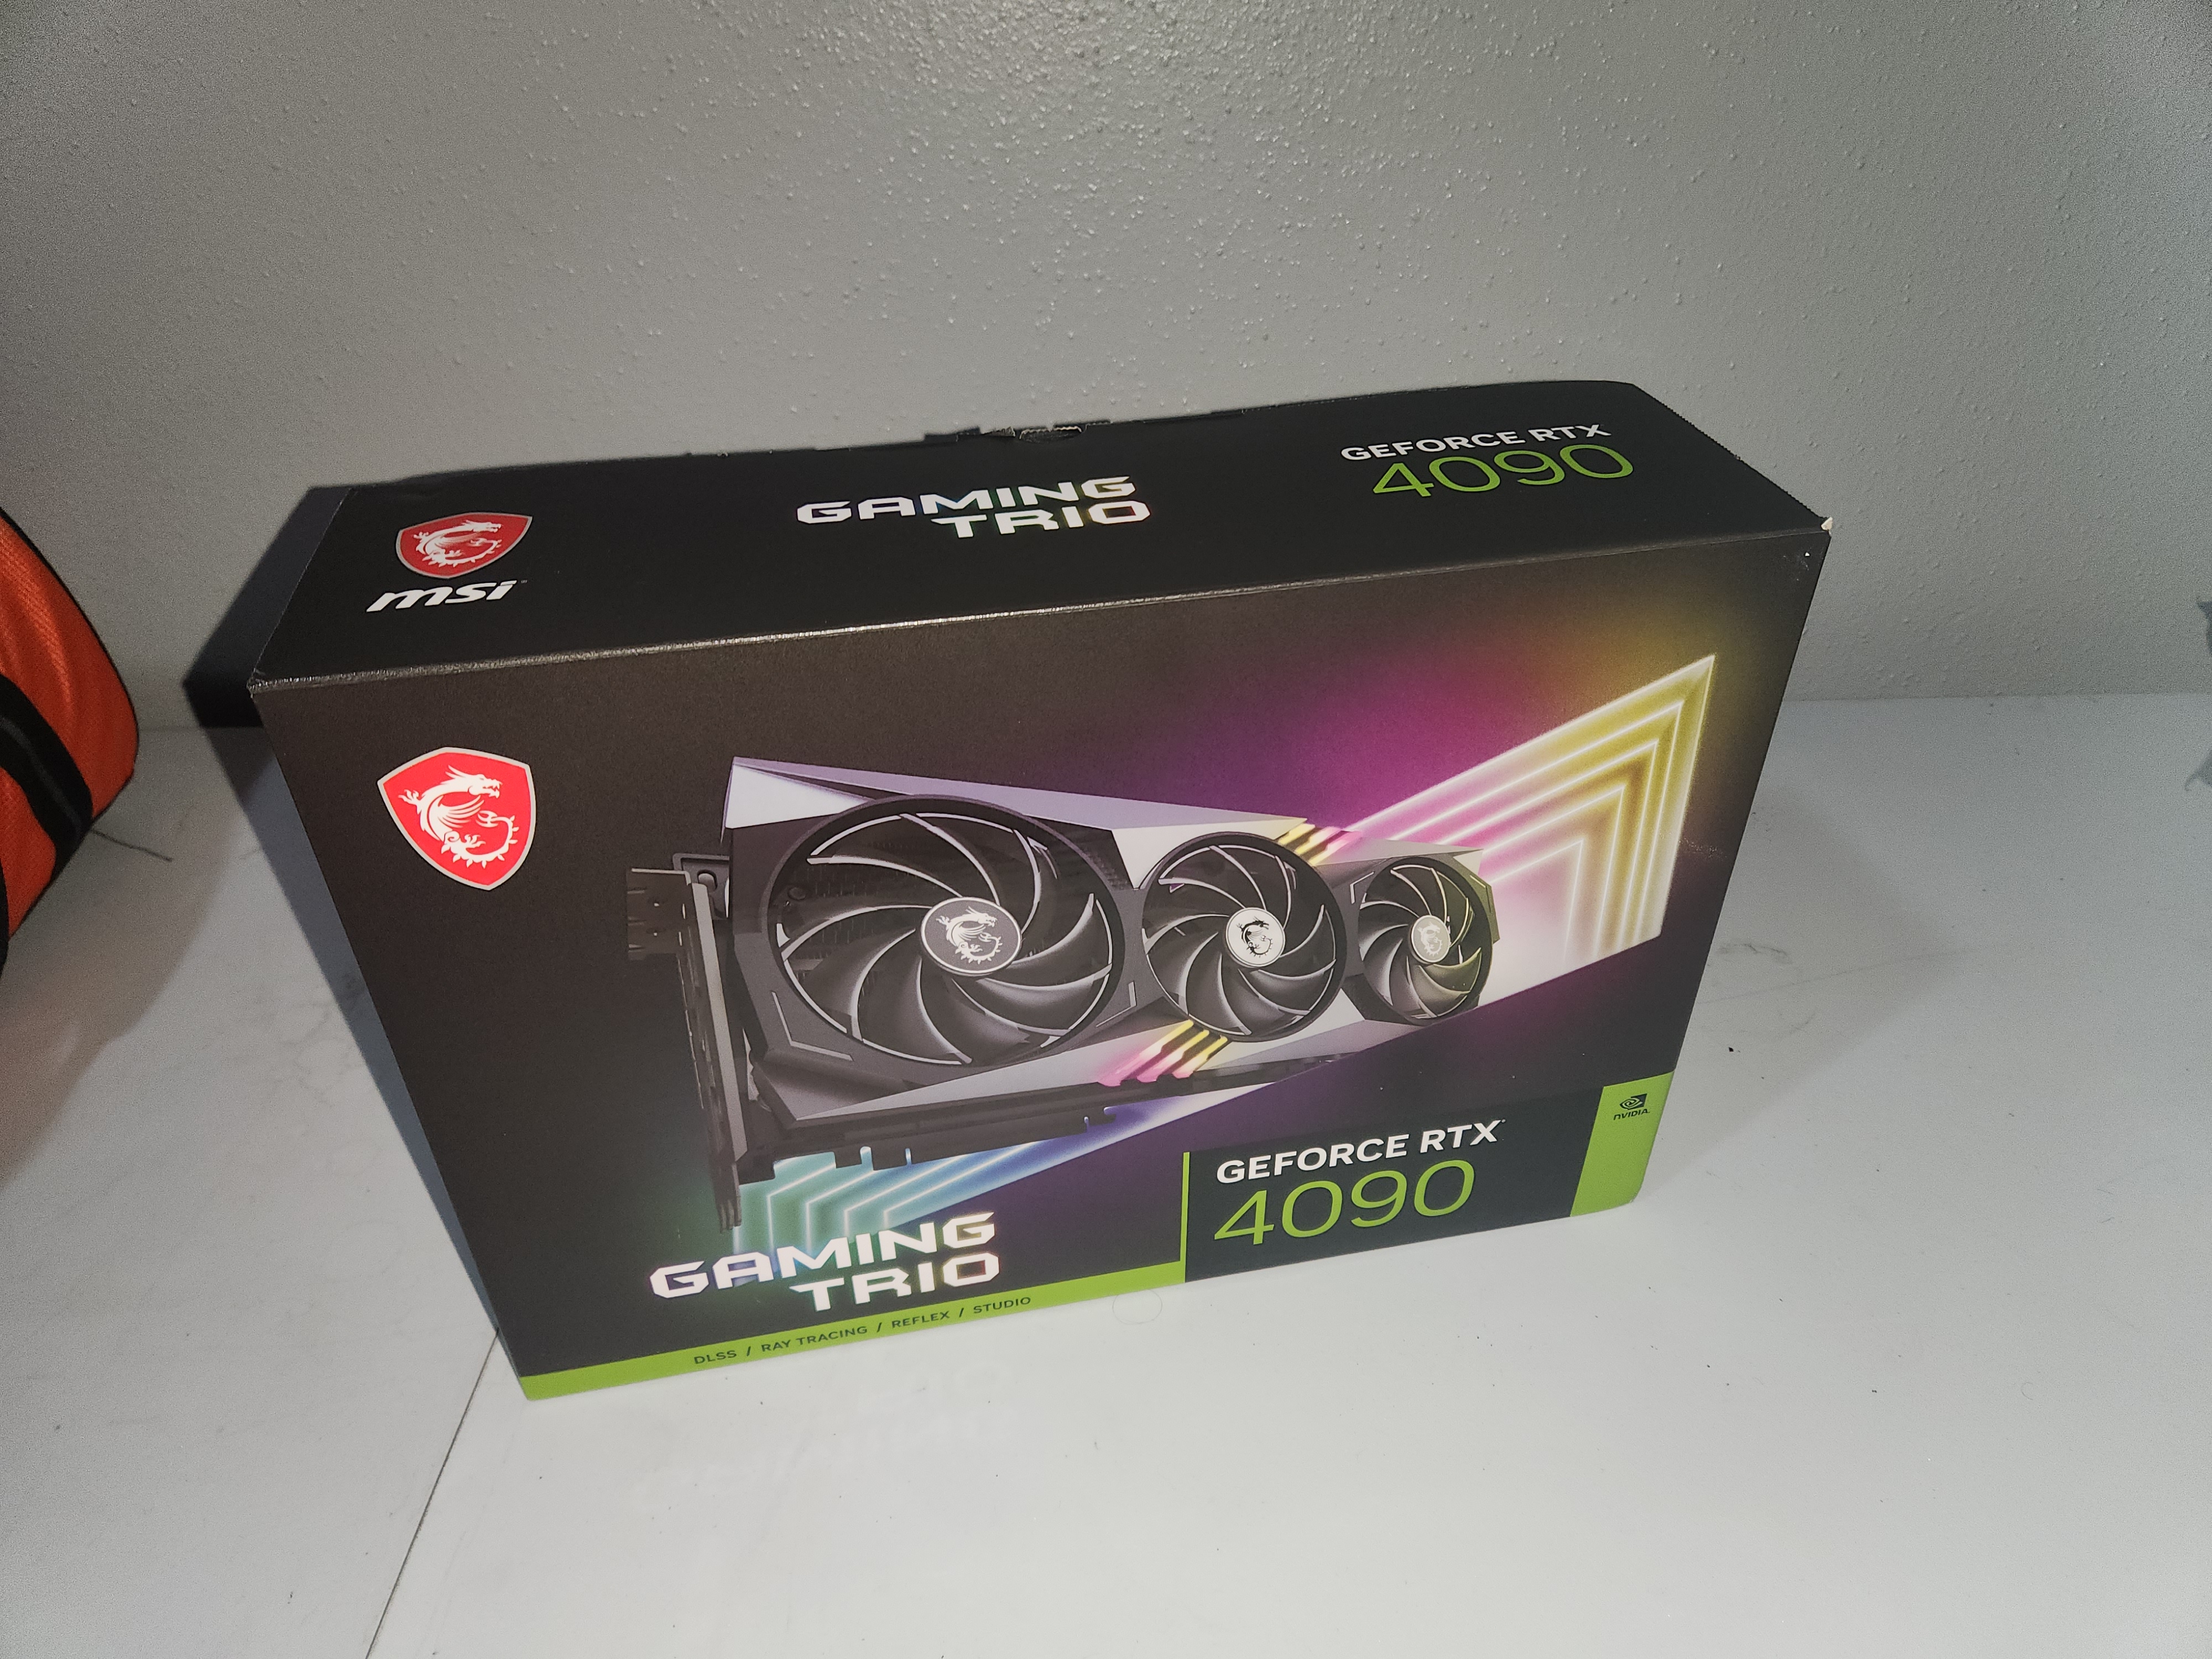 msi
GAMING
TRIO
GEFORCE RTX
4090
GEFORCE RTX
4090
NVIDIA
GAMING
TRIO
DLSS / RAY TRACING / REFLEX / STUDIO